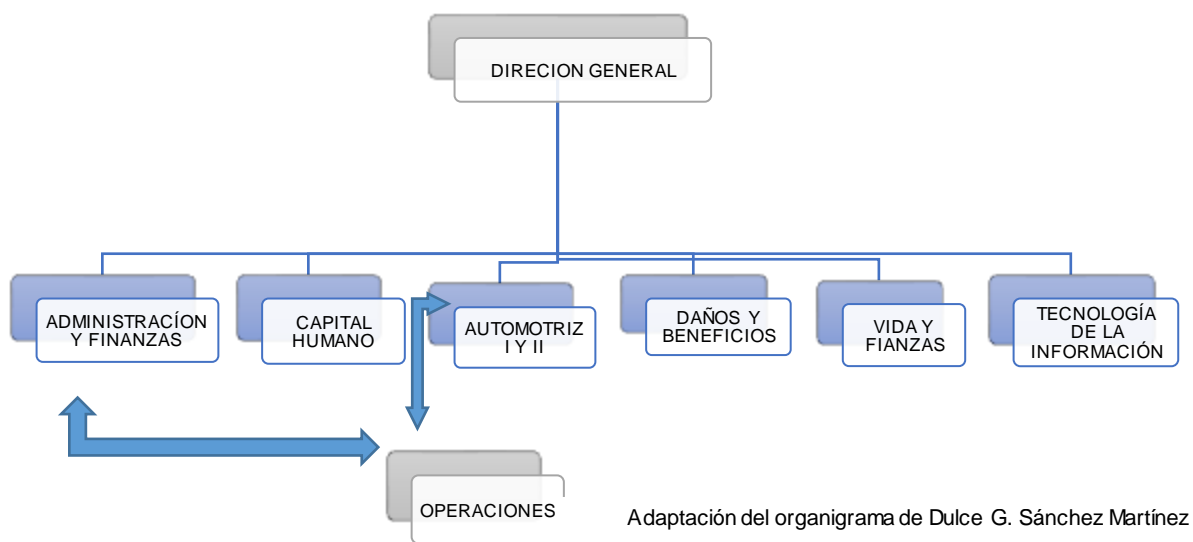 DIRECION GENERAL
ADMINISTRACÍON
Y FINANZAS
CAPITAL
HUMANO
AUTOMOTRIZ
I Y II
DAÑOS Y
BENEFICIOS
VIDA Y
FIANZAS
TECNOLOGÍA
DE LA
INFORMACIÓN
OPERACIONES
Adaptación del organigrama de Dulce G. Sánchez Martínez